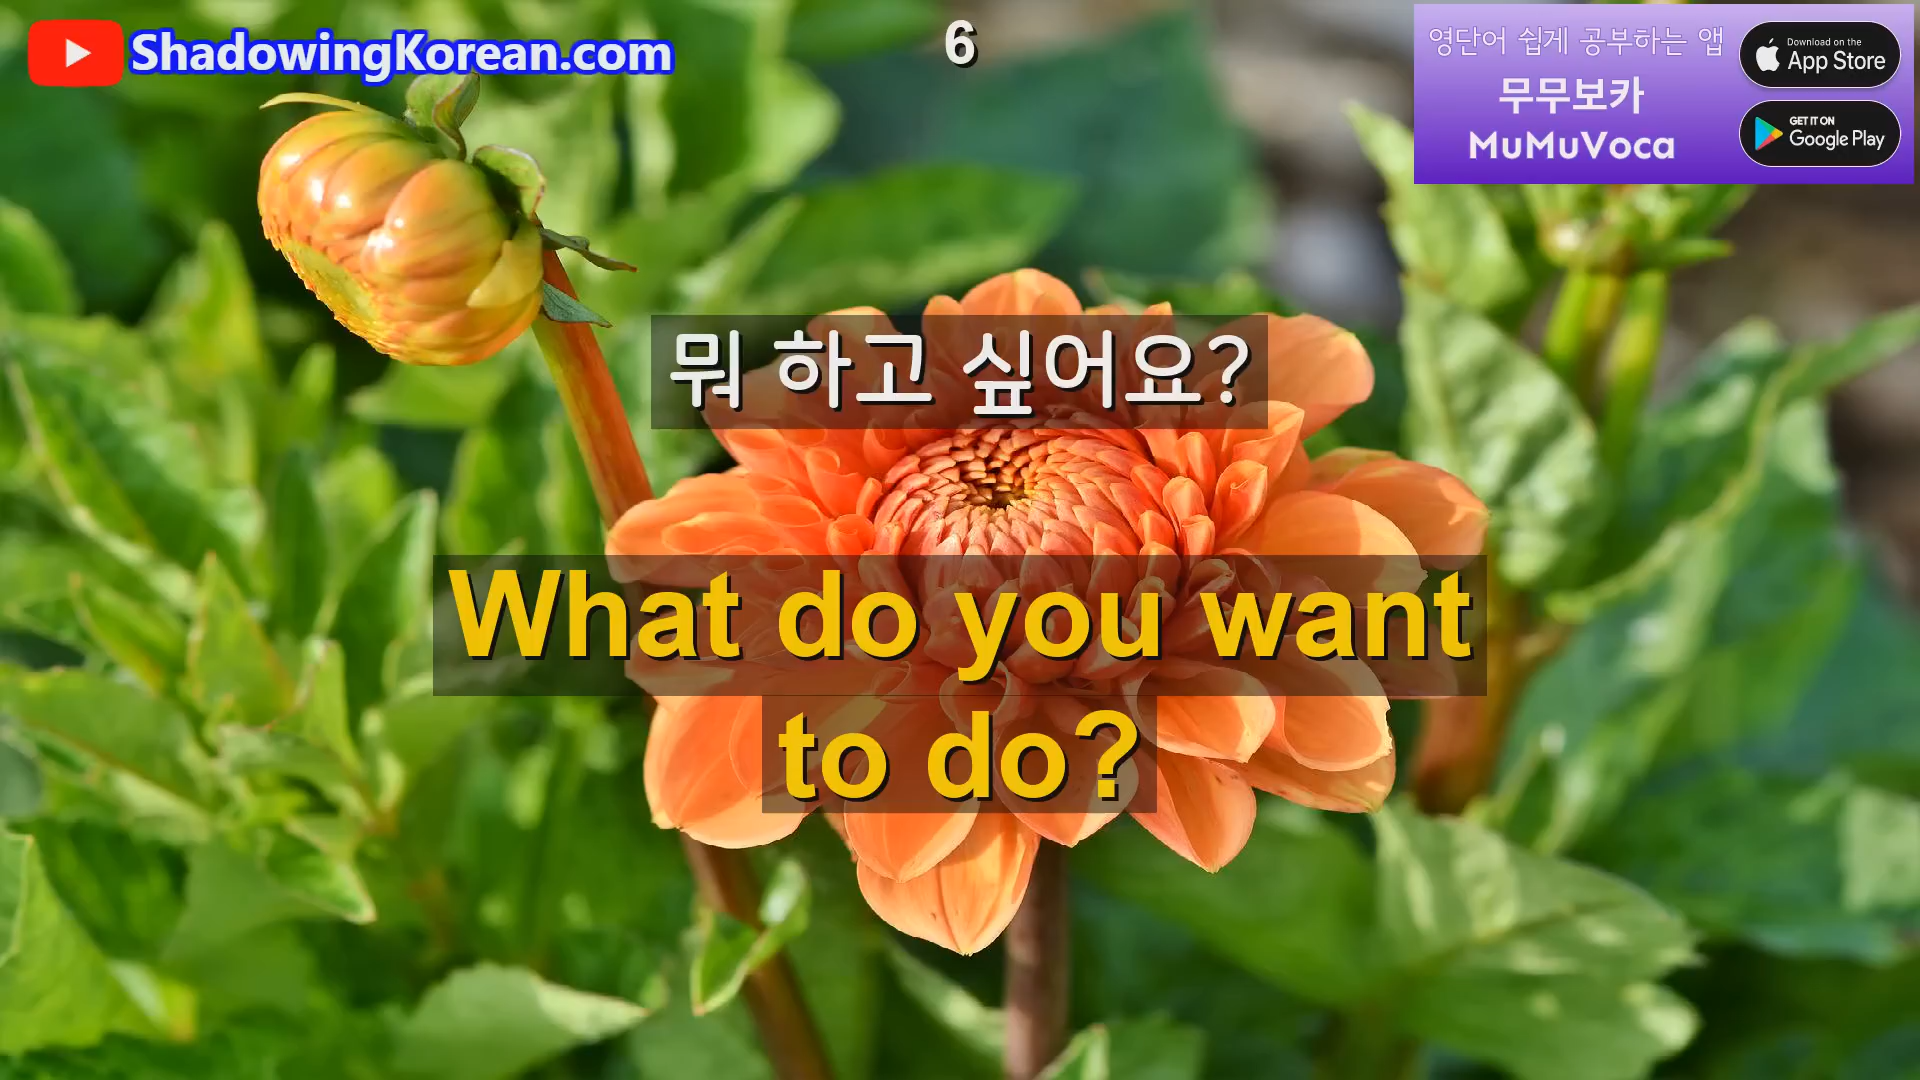 ShadowingKorean.com
6
영단어 쉽게 공부하는 앱
무무보카
MuMuVoca
Download on the
App Store
GET IT ON
Google Play
뭐 하고 싶어요?
What do you want
to do?